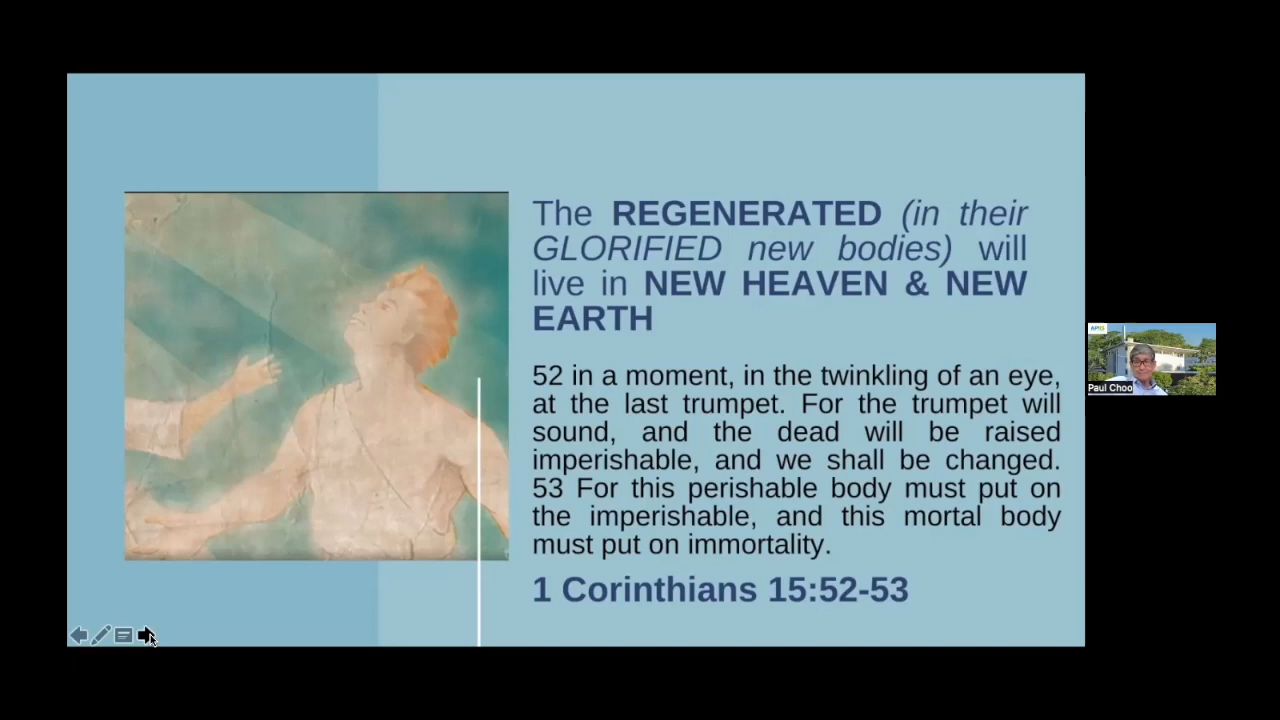 The REGENERATED (in their
GLORIFIED new bodies) will
live in NEW HEAVEN & NEW
EARTH
52 in a moment, in the twinkling of an eye,
at the last trumpet. For the trumpet will
sound, and the dead will be raised
imperishable, and we shall be changed.
53 For this perishable body must put on
the imperishable, and this mortal body
must put on immortality.
1 Corinthians 15:52-53
Paul Choo